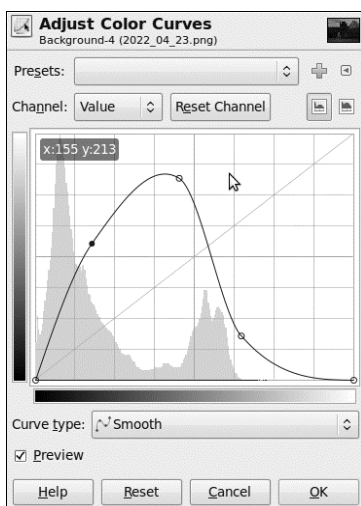 Adjust Color Curves
Background-4 (2022_04_23.png)
Presets:
Channel: Value Reset Channel
x:155 y:213
Curve type: Smooth
Preview
Help Reset Cancel OK